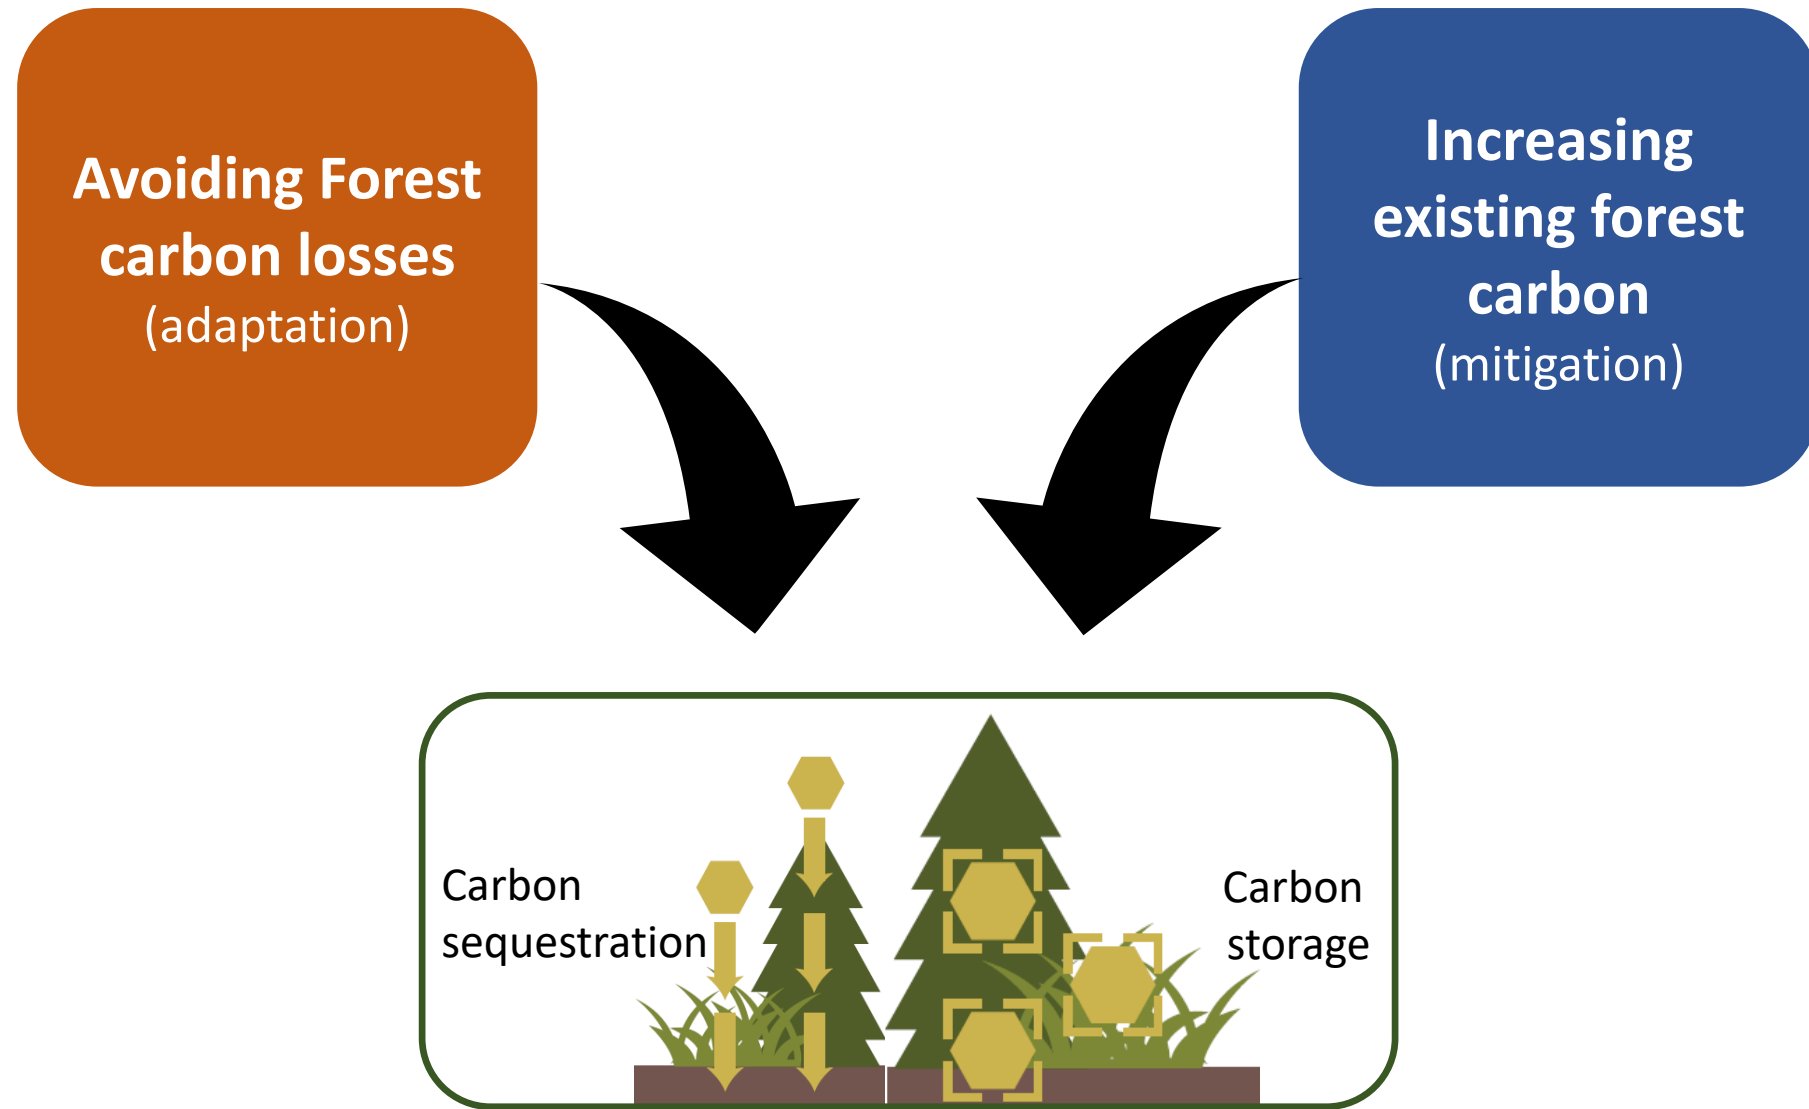 Avoiding Forest
carbon losses
(adaptation)
Increasing
existing forest
carbon
(mitigation)
Carbon
sequestration
Carbon
storage